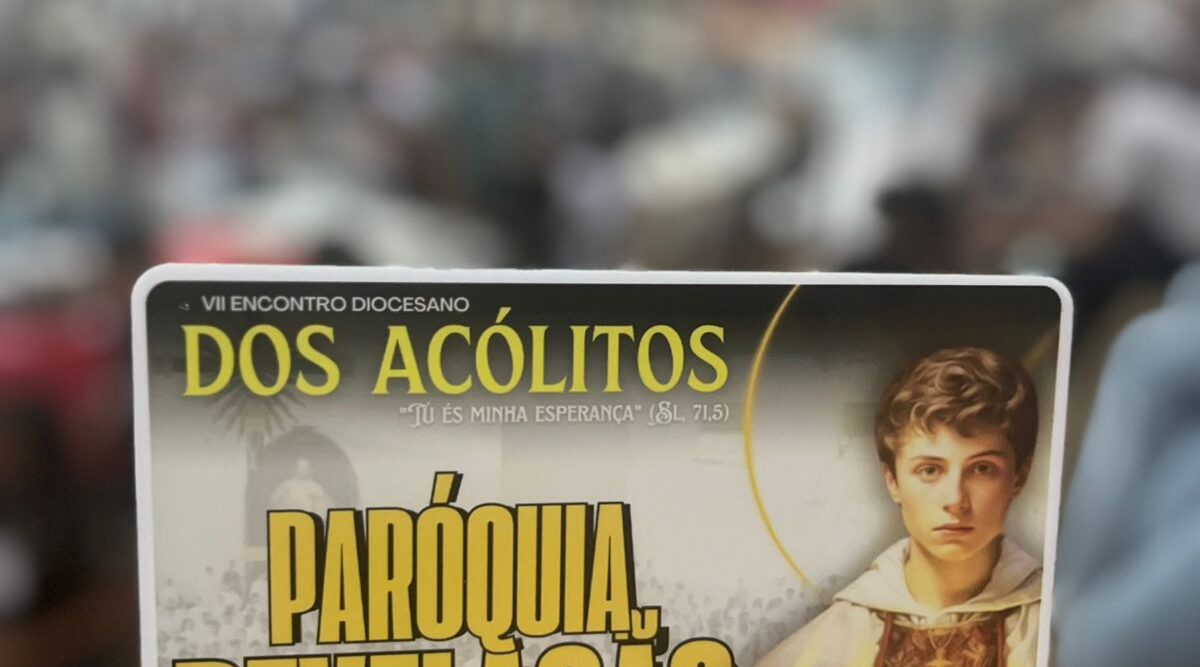 VII ENCONTRO DIOCESANO
DOS ACÓLITOS
"TU ÉS MINHA ESPERANÇA" (SL, 71,5)
PARÓQUIA,